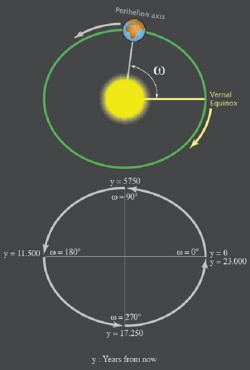 Perihelion axis
ω
Vernal
Equinox
y = 5750
ω = 90°
y = 11.500
ω = 180°
ω = 0°
y = 0
y = 23.000
ω = 270°
y = 17.250
y : Years from now